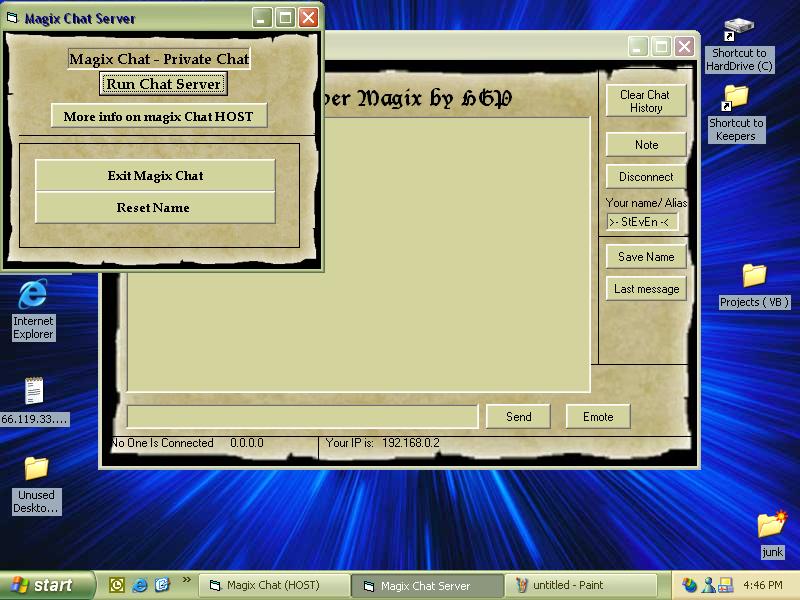 Magix Chat Server
Magix Chat - Private Chat
Run Chat Server
More info on magix Chat HOST
Exit Magix Chat
Reset Name
Magix by HGP
Clear Chat
History
Note
Disconnect
Your name/ Alias
>- StEvEn -<
Save Name
Last message
Send
Emote
No One Is Connected 0.0.0.0
Your IP is: 192.168.0.2
Shortcut to
HardDrive (C)
Shortcut to
Keepers
Projects ( VB )
junk
Internet
Explorer
66.119.33....
Unused
Deskto...
start
Magix Chat (HOST)
Magix Chat Server
untitled - Paint
4:46 PM